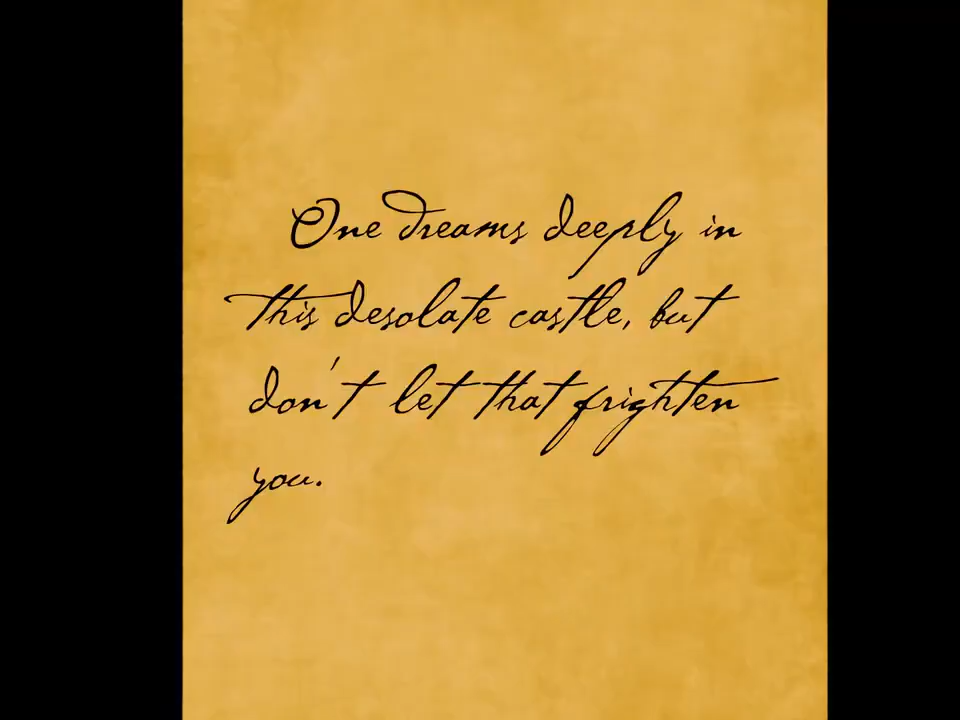 One dreams deeply in
this desolate castle, but
don't let that frighten
you.